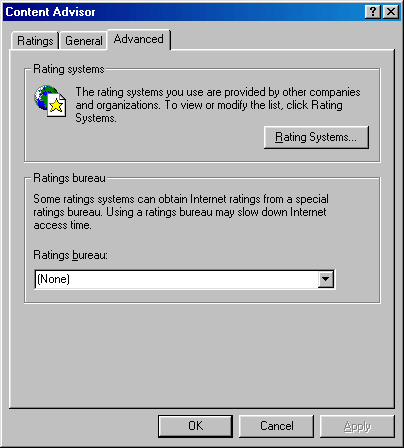 Content Advisor
Ratings General Advanced
Rating systems
The rating systems you use are provided by other companies
and organizations. To view or modify the list, click Rating
Systems.
Rating Systems...
Ratings bureau
Some ratings systems can obtain Internet ratings from a special
ratings bureau. Using a ratings bureau may slow down Internet
access time.
Ratings bureau:
(None)
OK Cancel Apply